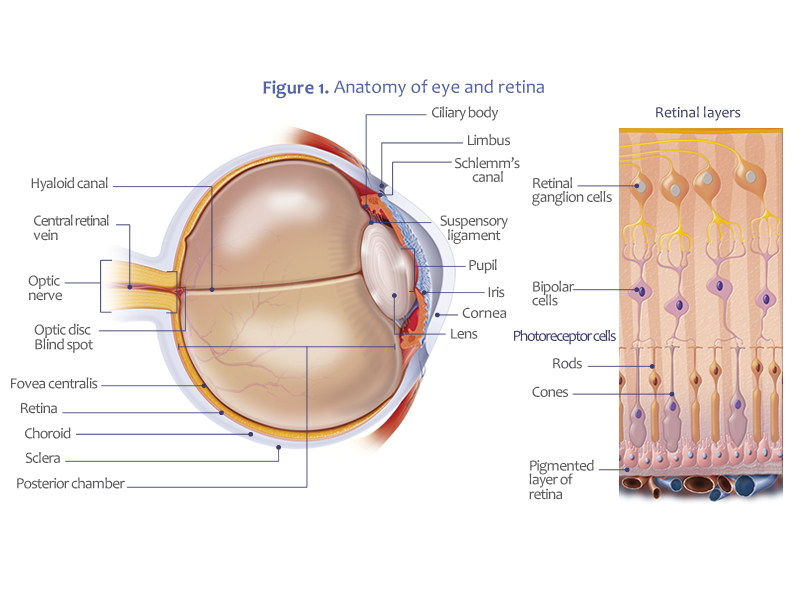 Figure 1. Anatomy of eye and retina
Ciliary body
Limbus
Schlemm's
canal
Suspensory
ligament
Pupil
Iris
Cornea
Lens
Hyaloid canal
Central retinal
vein
Optic
nerve
Optic disc
Blind spot
Fovea centralis
Retina
Choroid
Sclera
Posterior chamber
Retinal layers
Retinal
ganglion cells
Bipolar
cells
Photoreceptor cells
Rods
Cones
Pigmented
layer of
retina